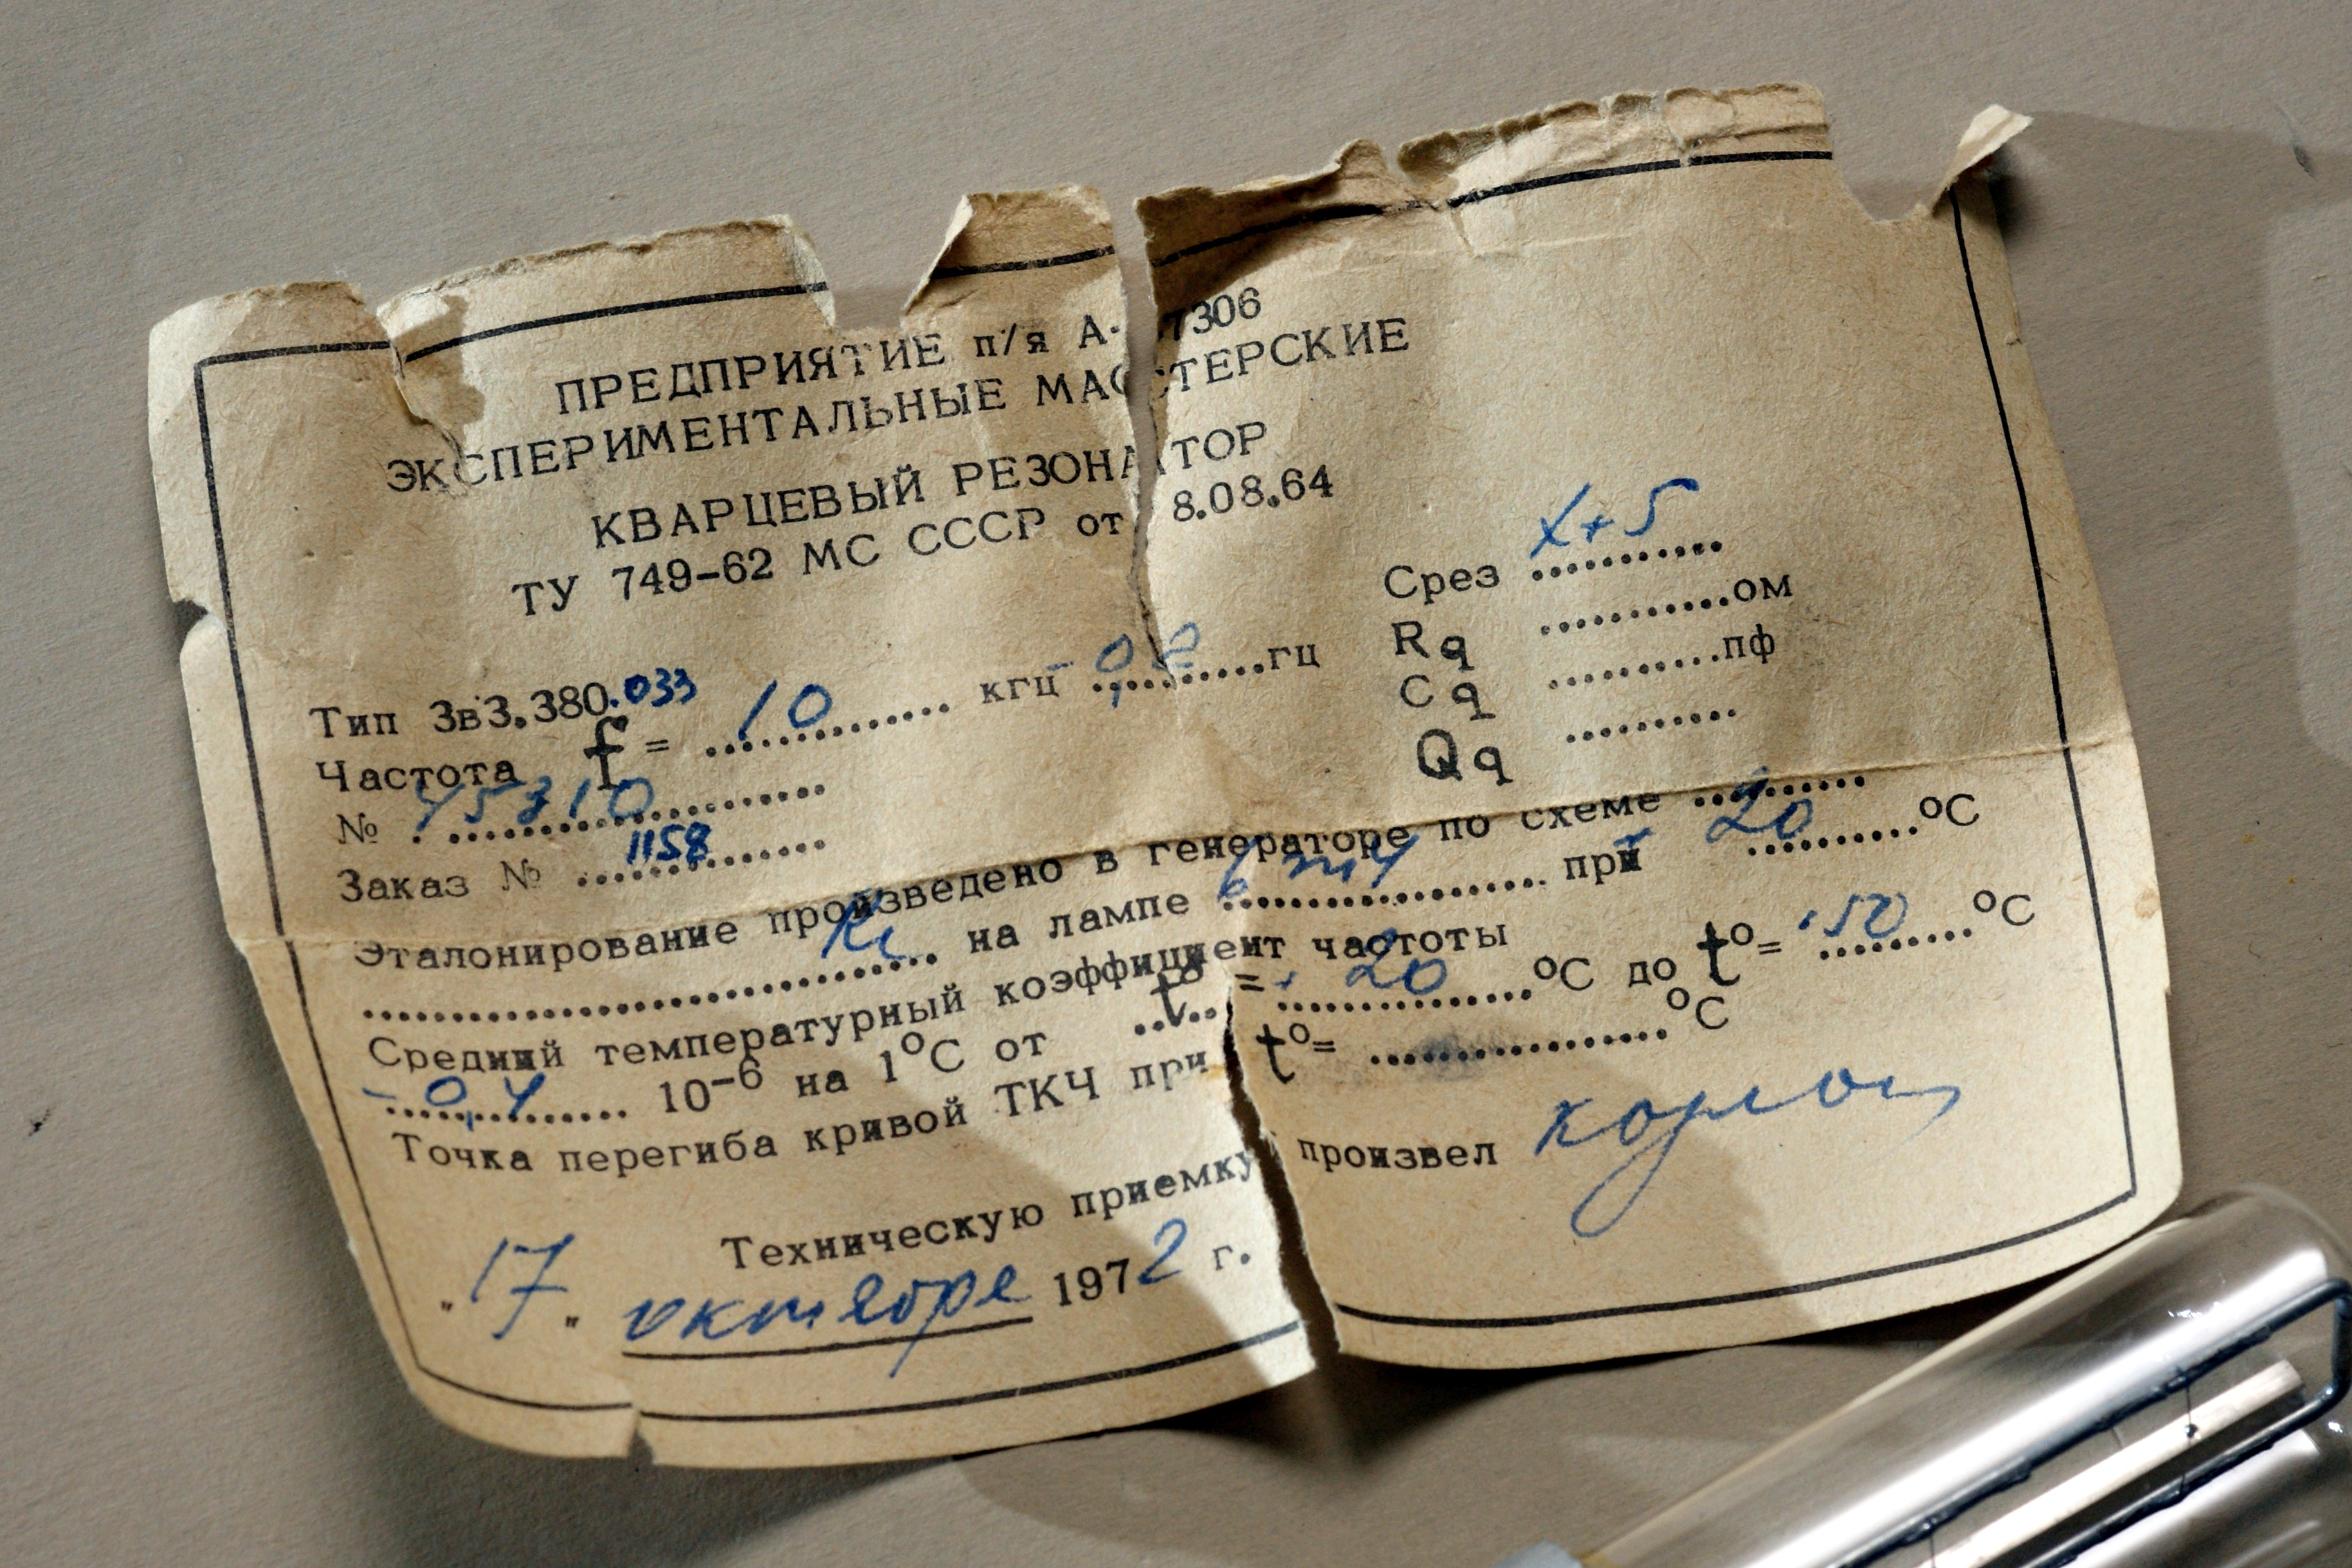 ПРЕДПРИЯТИЕ п/я А- 7306
ЭКСПЕРИМЕНТАЛЬНЫЕ МАСТЕРСКИЕ
КВАРЦЕВЫЙ РЕЗОНАТОР
ТУ 749-62 МС СССР от 8.08.64
Срез X+5
Rq ...........ом
Cq ..........пф
Qq ..........
Тип Зв3.380.033
Частота f = 10 кгц - 0,2 гц
№ 45310
Заказ № 1158
Эталонирование произведено в генераторе по схеме ..........
на лампе при + 20 °C
Средний температурный коэффициент частоты
- 0,4 10⁻⁶ на 1°C от t° = + 20 °C до t°= 50 °C
Точка перегиба кривой ТКЧ при t°= ................. °C
Техническую приемку произвел
"17" октября 1972 г.